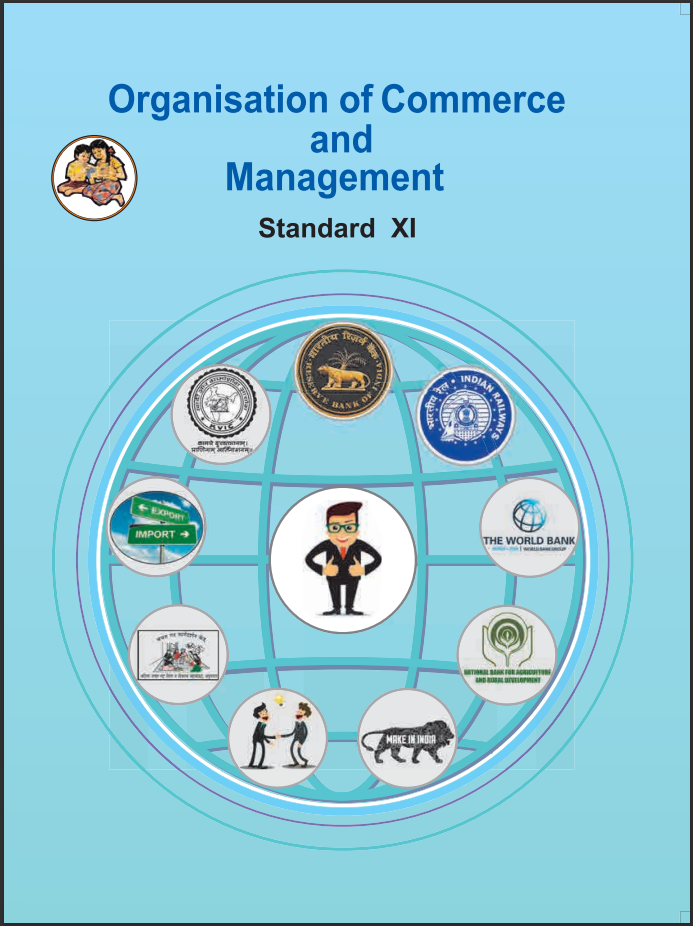 Organisation of Commerce
and
Management
Standard XI
भारतीय रिज़र्व बैंक
RESERVE BANK OF INDIA
KVIC
भारतीय रेल
INDIAN RAILWAYS
EXPORT
IMPORT
THE WORLD BANK
WORLD BANK GROUP
NATIONAL BANK FOR AGRICULTURE
AND RURAL DEVELOPMENT
MAKE IN INDIA